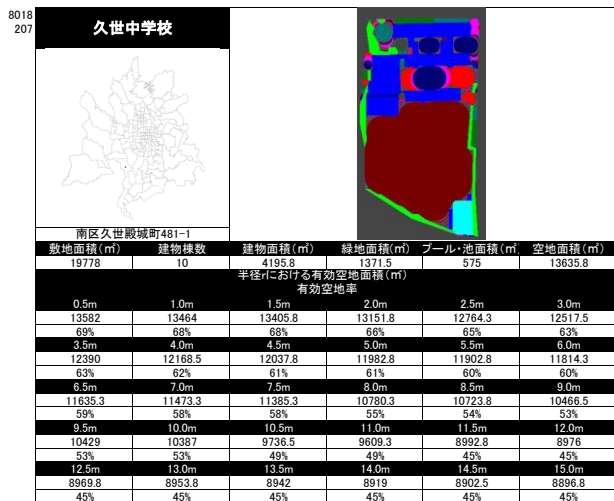 8018
207
久世中学校
南区久世殿城町481-1
敷地面積(㎡) 建物棟数 建物面積(㎡) 緑地面積(㎡) プール・池面積(㎡) 空地面積(㎡)
19778 10 4195.8 1371.5 575 13635.8
半径rにおける有効空地面積(㎡)
有効空地率
0.5m 1.0m 1.5m 2.0m 2.5m 3.0m
13582 13464 13405.8 13151.8 12764.3 12517.5
69% 68% 68% 66% 65% 63%
3.5m 4.0m 4.5m 5.0m 5.5m 6.0m
12390 12168.5 12037.8 11982.8 11902.8 11814.3
63% 62% 61% 61% 60% 60%
6.5m 7.0m 7.5m 8.0m 8.5m 9.0m
11635.3 11473.3 11385.3 10780.3 10723.8 10466.5
59% 58% 58% 55% 54% 53%
9.5m 10.0m 10.5m 11.0m 11.5m 12.0m
10429 10387 9736.5 9609.3 8992.8 8976
53% 53% 49% 49% 45% 45%
12.5m 13.0m 13.5m 14.0m 14.5m 15.0m
8969.8 8953.8 8942 8919 8902.5 8896.8
45% 45% 45% 45% 45% 45%